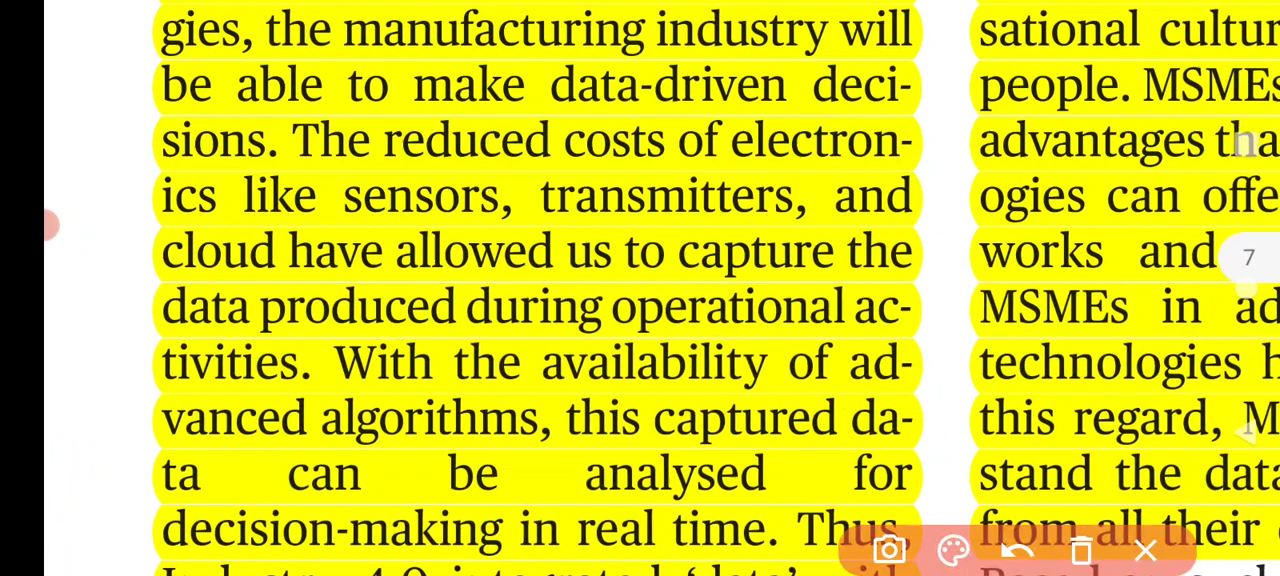 gies, the manufacturing industry will
be able to make data-driven deci-
sions. The reduced costs of electron-
ics like sensors, transmitters, and
cloud have allowed us to capture the
data produced during operational ac-
tivities. With the availability of ad-
vanced algorithms, this captured da-
ta can be analysed for
decision-making in real time. Thus,
sational cultur
people. MSMEs
advantages tha
ogies can offe
works and
MSMEs in ad
technologies h
this regard, M
stand the data
from all their
7